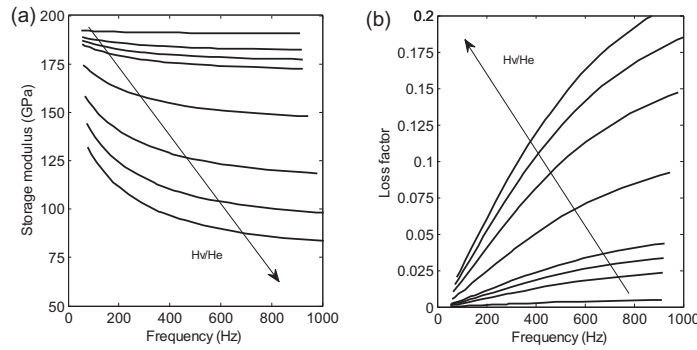 (a)
Storage modulus (GPa)
200
175
150
125
100
75
50
0 200 400 600 800 1000
Frequency (Hz)
Hv/He
(b)
Loss factor
0.2
0.175
0.15
0.125
0.1
0.075
0.05
0.025
0
0 200 400 600 800 1000
Frequency (Hz)
Hv/He